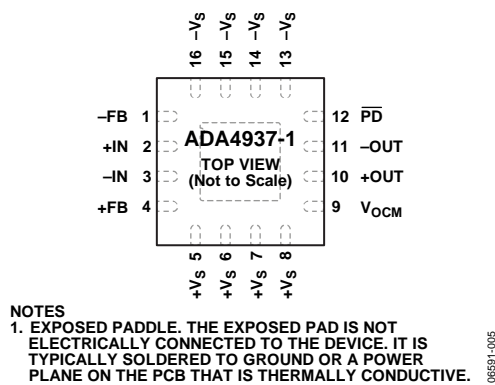 16 –VS
15 –VS
14 –VS
13 –VS
–FB 1
+IN 2
–IN 3
+FB 4
ADA4937-1
TOP VIEW
(Not to Scale)
12 PD
11 –OUT
10 +OUT
9 VOCM
5 +VS
6 +VS
7 +VS
8 +VS
NOTES
1. EXPOSED PADDLE. THE EXPOSED PAD IS NOT
ELECTRICALLY CONNECTED TO THE DEVICE. IT IS
TYPICALLY SOLDERED TO GROUND OR A POWER
PLANE ON THE PCB THAT IS THERMALLY CONDUCTIVE.
06591-005